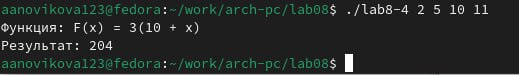 aanovikova123@fedora:~/work/arch-pc/lab08$ ./lab8-4 2 5 10 11
Функция: F(x) = 3(10 + x)
Результат: 204
aanovikova123@fedora:~/work/arch-pc/lab08$